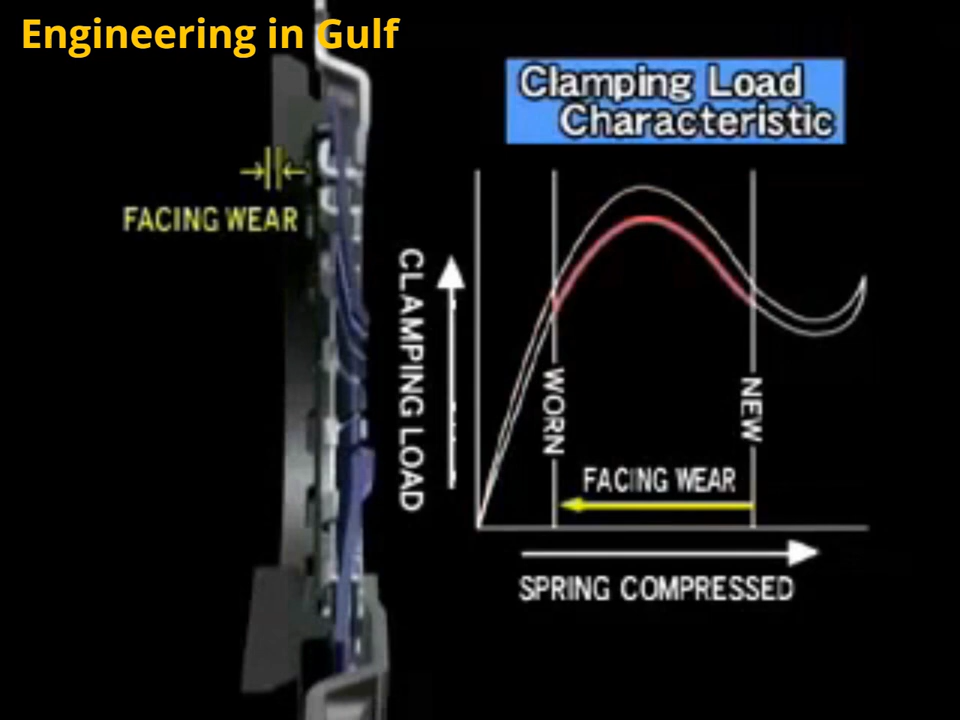 Engineering in Gulf
Clamping Load
Characteristic
FACING WEAR
CLAMPING LOAD
WORN
NEW
FACING WEAR
SPRING COMPRESSED